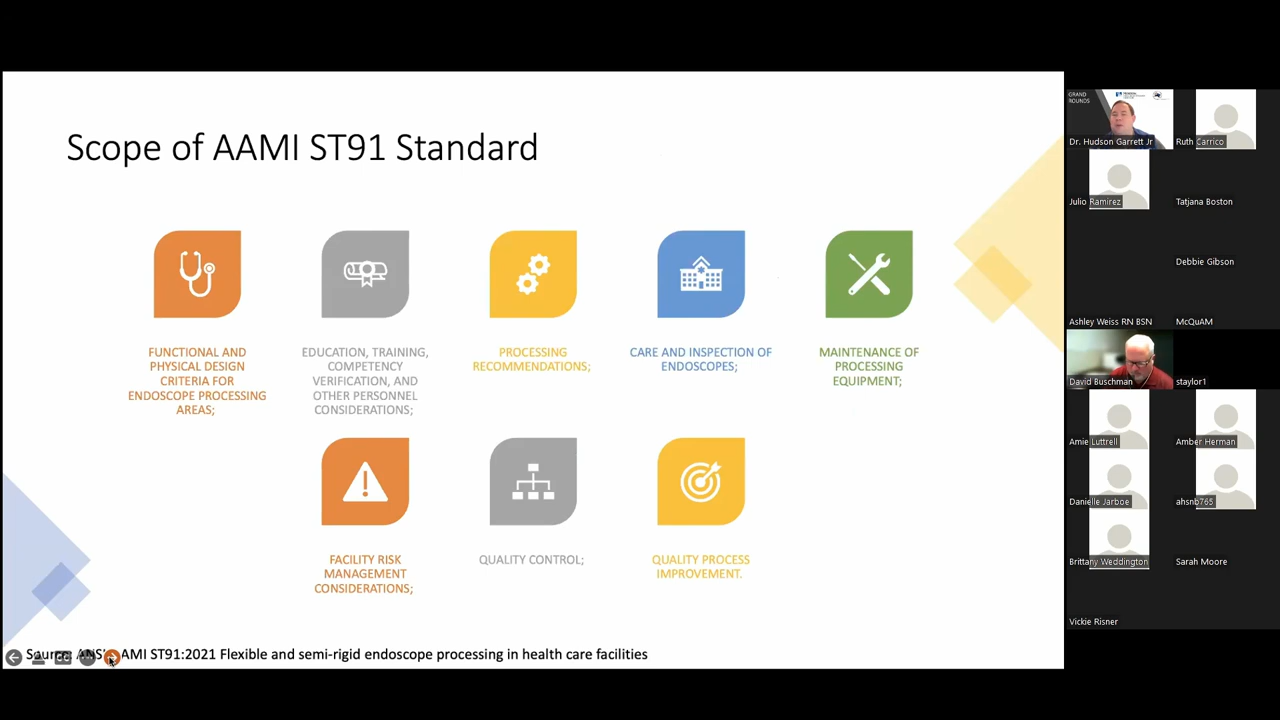 Scope of AAMI ST91 Standard
FUNCTIONAL AND
PHYSICAL DESIGN
CRITERIA FOR
ENDOSCOPE PROCESSING
AREAS;
EDUCATION, TRAINING,
COMPETENCY
VERIFICATION, AND
OTHER PERSONNEL
CONSIDERATIONS;
PROCESSING
RECOMMENDATIONS;
CARE AND INSPECTION OF
ENDOSCOPES;
MAINTENANCE OF
PROCESSING
EQUIPMENT;
FACILITY RISK
MANAGEMENT
CONSIDERATIONS;
QUALITY CONTROL;
QUALITY PROCESS
IMPROVEMENT.
AAMI ST91:2021 Flexible and semi-rigid endoscope processing in health care facilities
GRAND
ROUNDS
Dr. Hudson Garrett Jr
Ruth Carrico
Julio Ramirez
Tatjana Boston
Debbie Gibson
Ashley Weiss RN BSN
McQuAM
David Buschman
staylor1
Amie Luttrell
Amber Herman
Danielle Jarboe
ahsnb765
Brittany Weddington
Sarah Moore
Vickie Risner